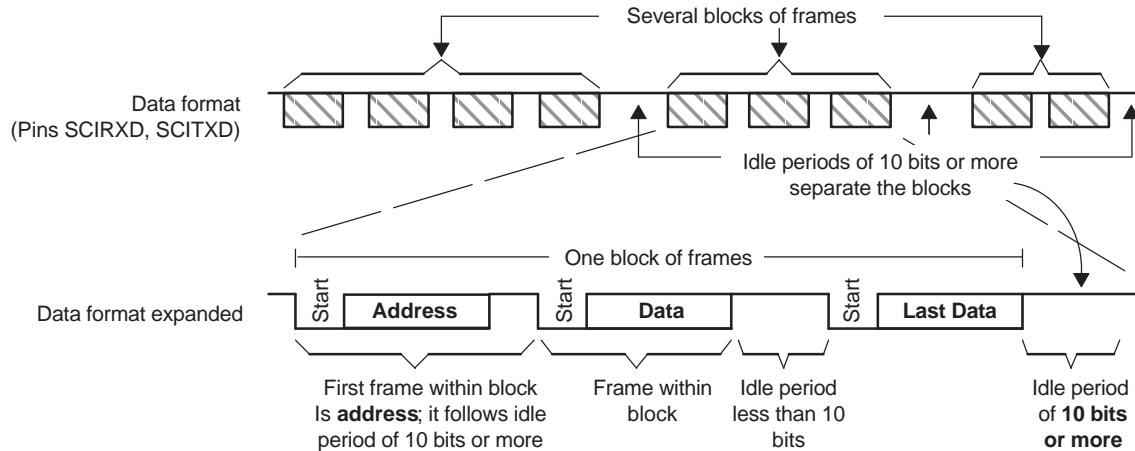 Several blocks of frames
Data format
(Pins SCIRXD, SCITXD)
Idle periods of 10 bits or more
separate the blocks
One block of frames
Data format expanded
Start
Address
Start
Data
Start
Last Data
First frame within block
Is address; it follows idle
period of 10 bits or more
Frame within
block
Idle period
less than 10
bits
Idle period
of 10 bits
or more